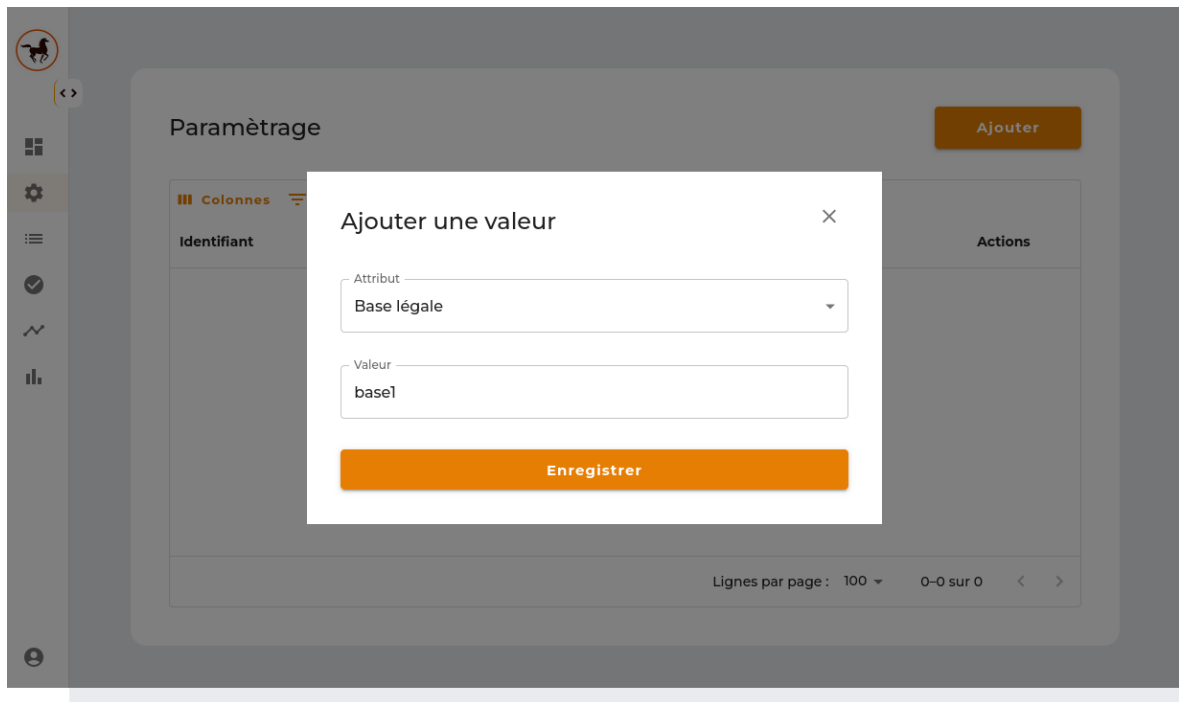 Paramètrage
Ajouter
Colonnes
Identifiant
Actions
Ajouter une valeur
Attribut
Base légale
Valeur
base1
Enregistrer
Lignes par page : 100 0–0 sur 0